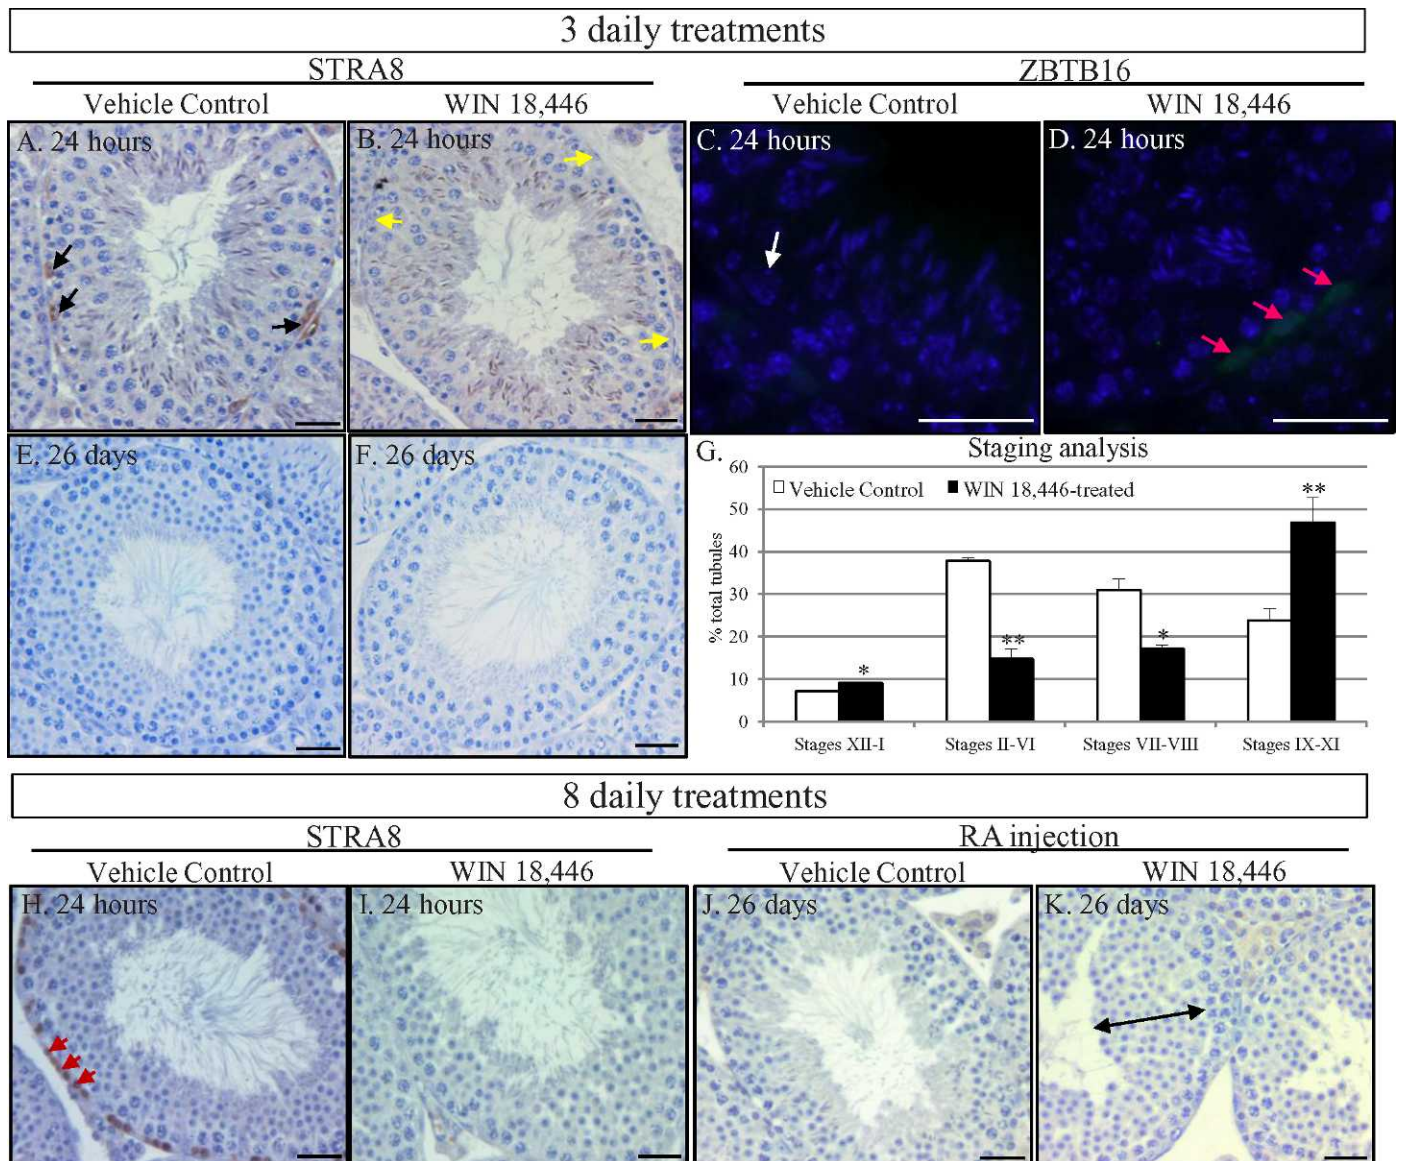 3 daily treatments
STRA8
ZBTB16
Vehicle Control
WIN 18,446
Vehicle Control
WIN 18,446
A. 24 hours
B. 24 hours
C. 24 hours
D. 24 hours
E. 26 days
F. 26 days
G.
Staging analysis
Vehicle Control
WIN 18,446-treated
% total tubules
60
50
40
30
20
10
0
*
**
*
**
Stages XII-I
Stages II-VI
Stages VII-VIII
Stages IX-XI
8 daily treatments
STRA8
RA injection
Vehicle Control
WIN 18,446
Vehicle Control
WIN 18,446
H. 24 hours
I. 24 hours
J. 26 days
K. 26 days